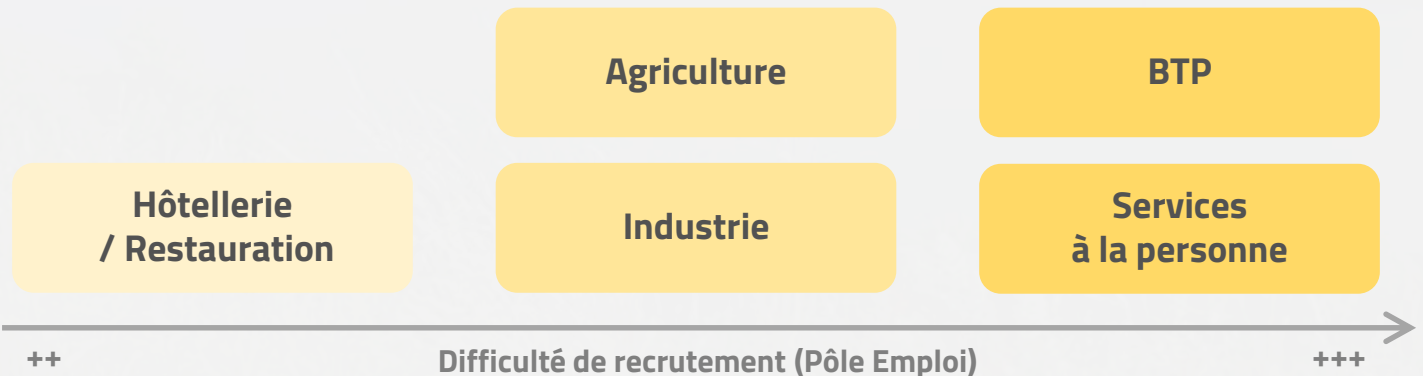 Agriculture
BTP
Hôtellerie
/ Restauration
Industrie
Services
à la personne
++
Difficulté de recrutement (Pôle Emploi)
+++